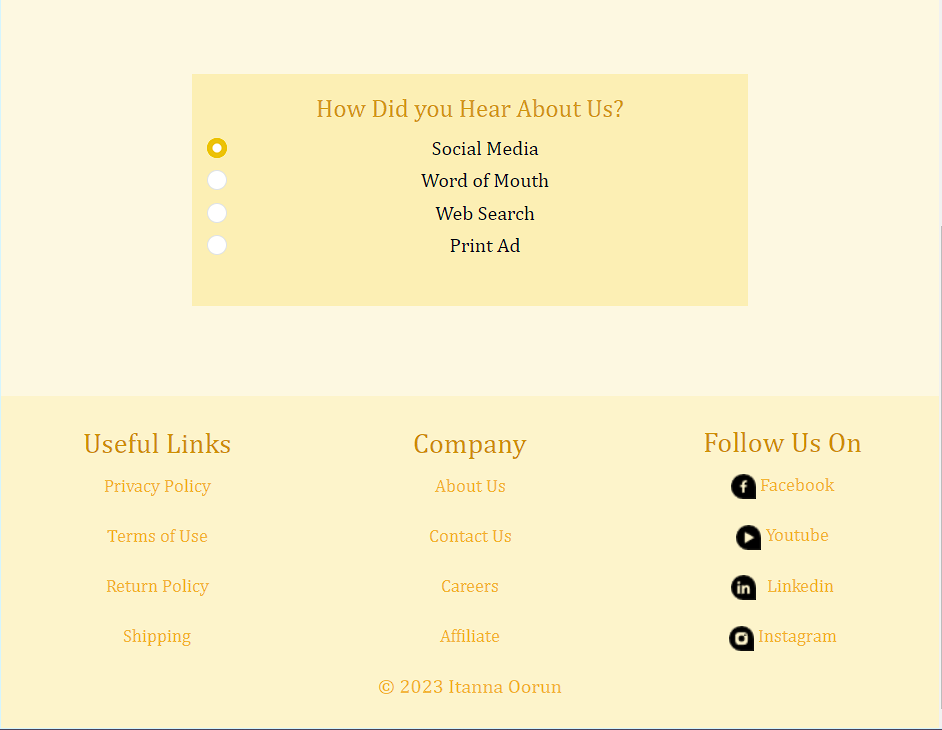 How Did you Hear About Us?
Social Media
Word of Mouth
Web Search
Print Ad
Useful Links
Privacy Policy
Terms of Use
Return Policy
Shipping
Company
About Us
Contact Us
Careers
Affiliate
Follow Us On
Facebook
Youtube
Linkedin
Instagram
© 2023 Itanna Oorun